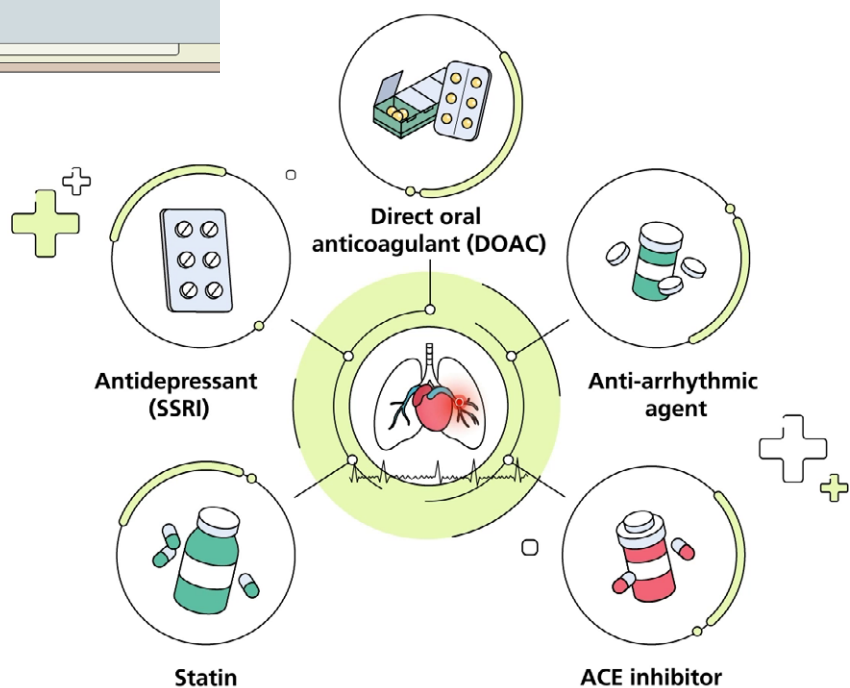 Direct oral
anticoagulant (DOAC)
Antidepressant
(SSRI)
Anti-arrhythmic
agent
Statin
ACE inhibitor